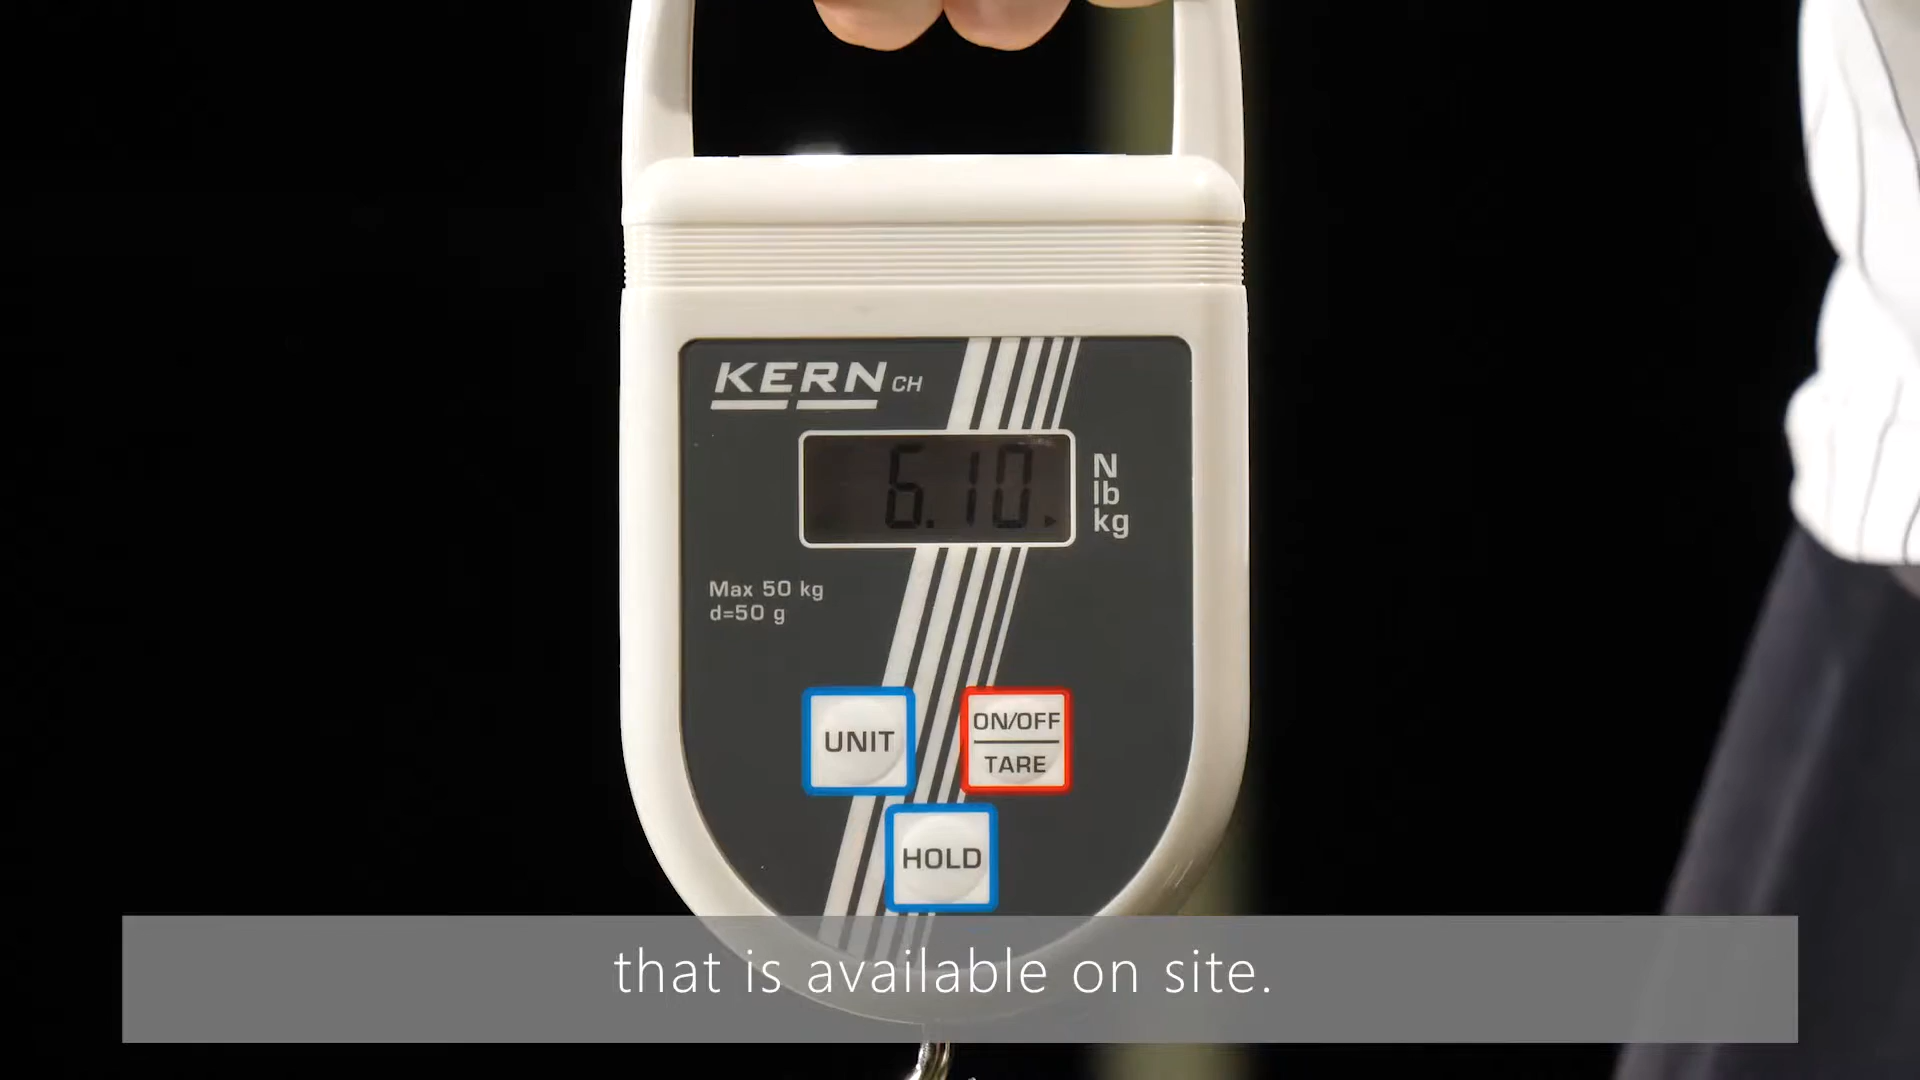 KERN CH
6.10
N
lb
kg
Max 50 kg
d=50 g
UNIT
ON/OFF
TARE
HOLD
that is available on site.